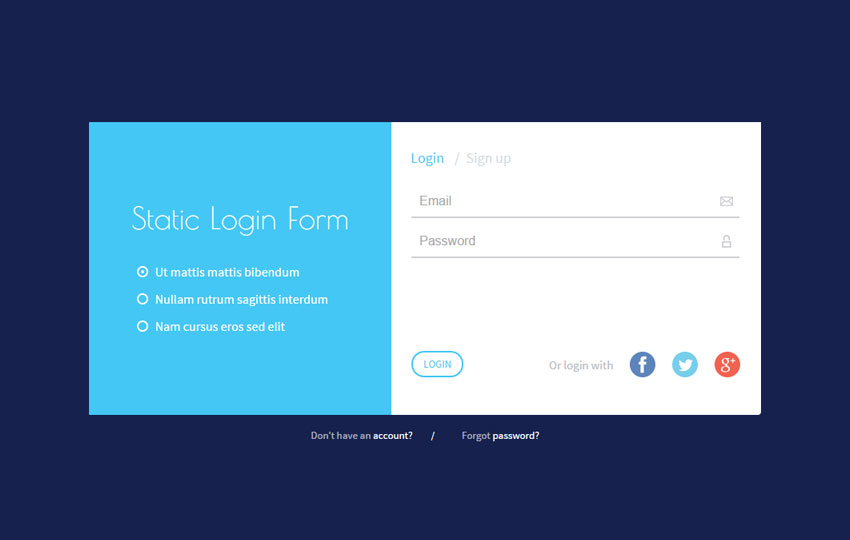 Static Login Form
Ut mattis mattis bibendum
Nullam rutrum sagittis interdum
Nam cursus eros sed elit
Login / Sign up
Email
Password
LOGIN
Or login with
f
g+
Don't have an account? / Forgot password?